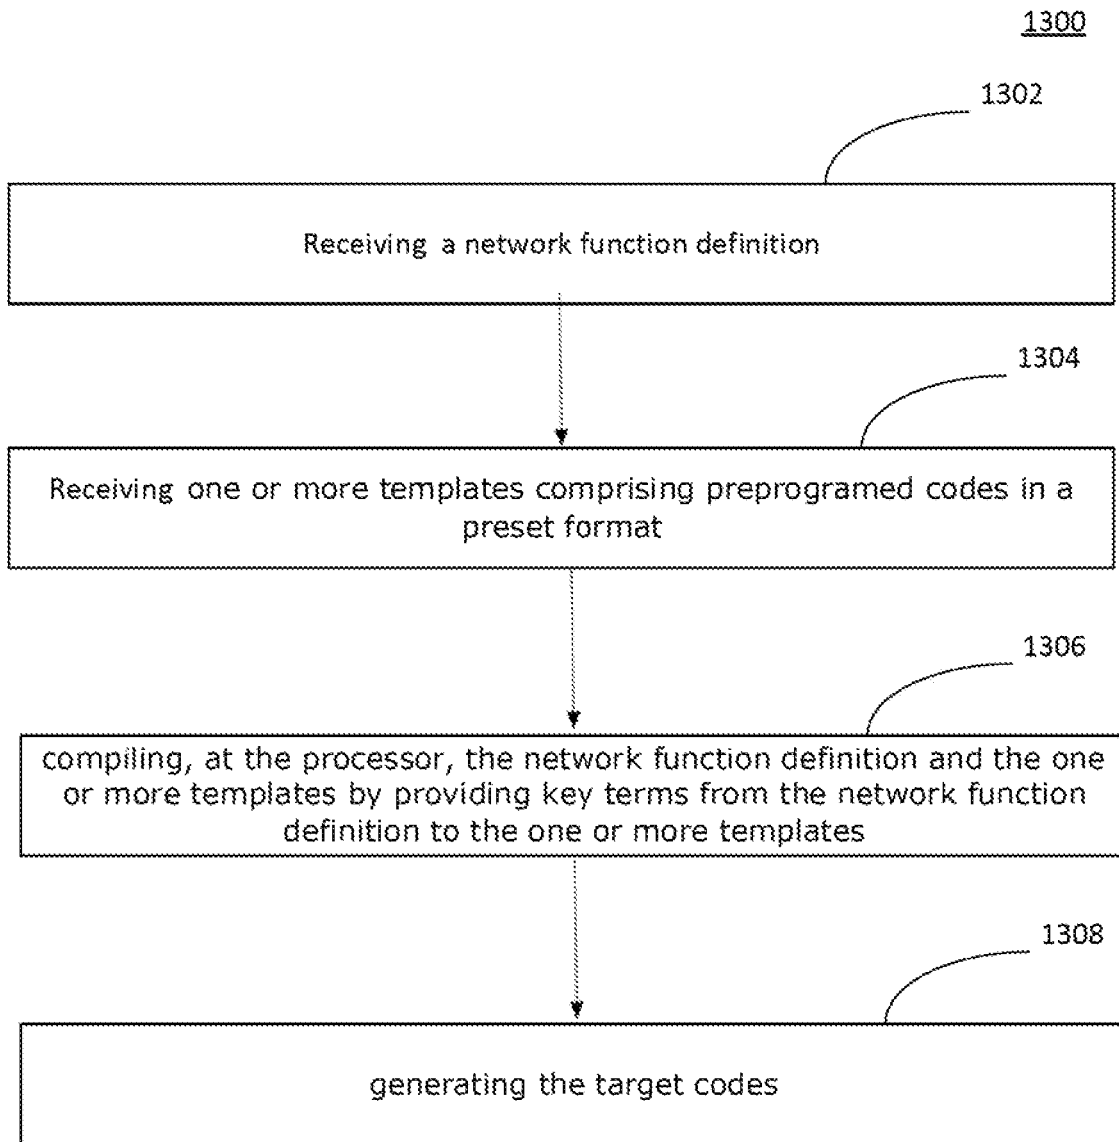 1300
1302
Receiving a network function definition
1304
Receiving one or more templates comprising preprogramed codes in a
preset format
1306
compiling, at the processor, the network function definition and the one
or more templates by providing key terms from the network function
definition to the one or more templates
1308
generating the target codes